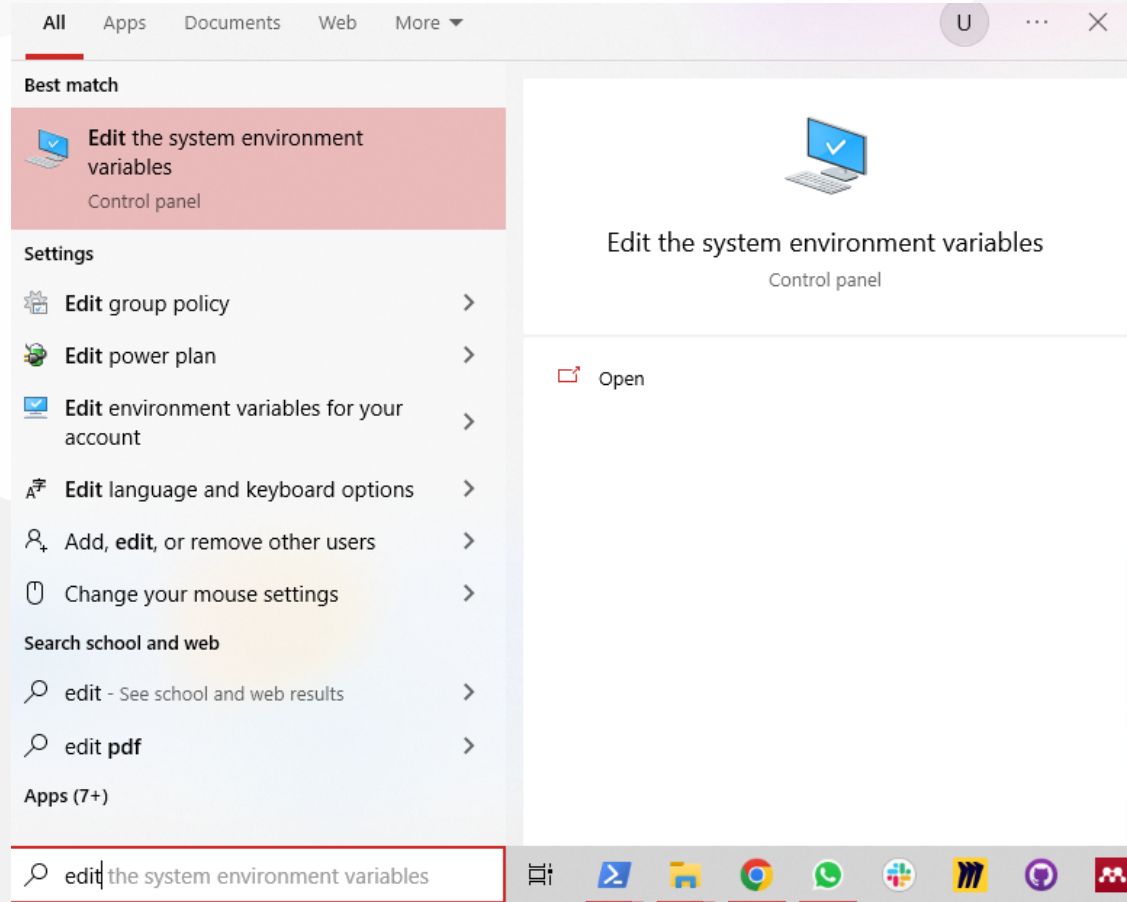 All Apps Documents Web More U
Best match
Edit the system environment
variables
Control panel
Settings
Edit group policy
Edit power plan
Edit environment variables for your
account
Edit language and keyboard options
Add, edit, or remove other users
Change your mouse settings
Search school and web
edit - See school and web results
edit pdf
Apps (7+)
edit the system environment variables
Edit the system environment variables
Control panel
Open